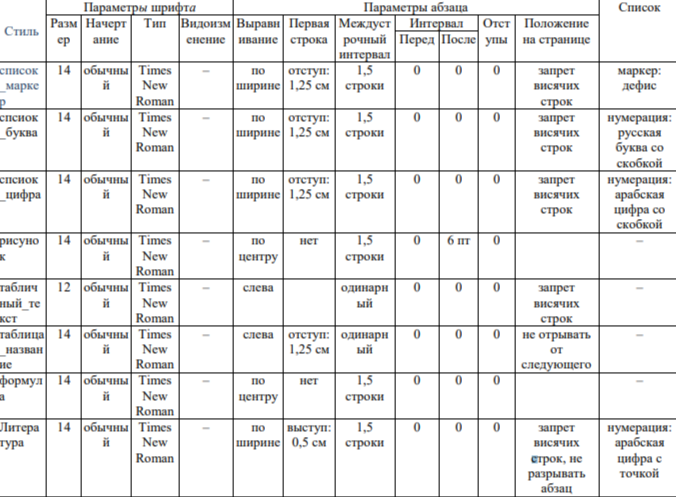 Стиль Параметры шрифта Параметры абзаца Список
Разм ер Начерт ание Тип Видоизм енение Выравн ивание Первая строка Междуст рочный интервал Интервал Отст упы Положение на странице
Перед После
список _марке р 14 обычны й Times New Roman – по ширине отступ: 1,25 см 1,5 строки 0 0 0 запрет висячих строк маркер: дефис
спсиок _буква 14 обычны й Times New Roman – по ширине отступ: 1,25 см 1,5 строки 0 0 0 запрет висячих строк нумерация: русская буква со скобкой
спсиок _цифра 14 обычны й Times New Roman – по ширине отступ: 1,25 см 1,5 строки 0 0 0 запрет висячих строк нумерация: арабская цифра со скобкой
рисуно к 14 обычны й Times New Roman – по центру нет 1,5 строки 0 6 пт 0 –
таблич ный_те кст 12 обычны й Times New Roman – слева одинарн ый 0 0 0 запрет висячих строк –
таблица _назван ие 14 обычны й Times New Roman – слева отступ: 1,25 см одинарн ый 0 0 0 не отрывать от следующего –
формул а 14 обычны й Times New Roman – по центру нет 1,5 строки 0 0 0 –
Литера тура 14 обычны й Times New Roman – по ширине выступ: 0,5 см 1,5 строки 0 0 0 запрет висячих строк, не разрывать абзац нумерация: арабская цифра с точкой